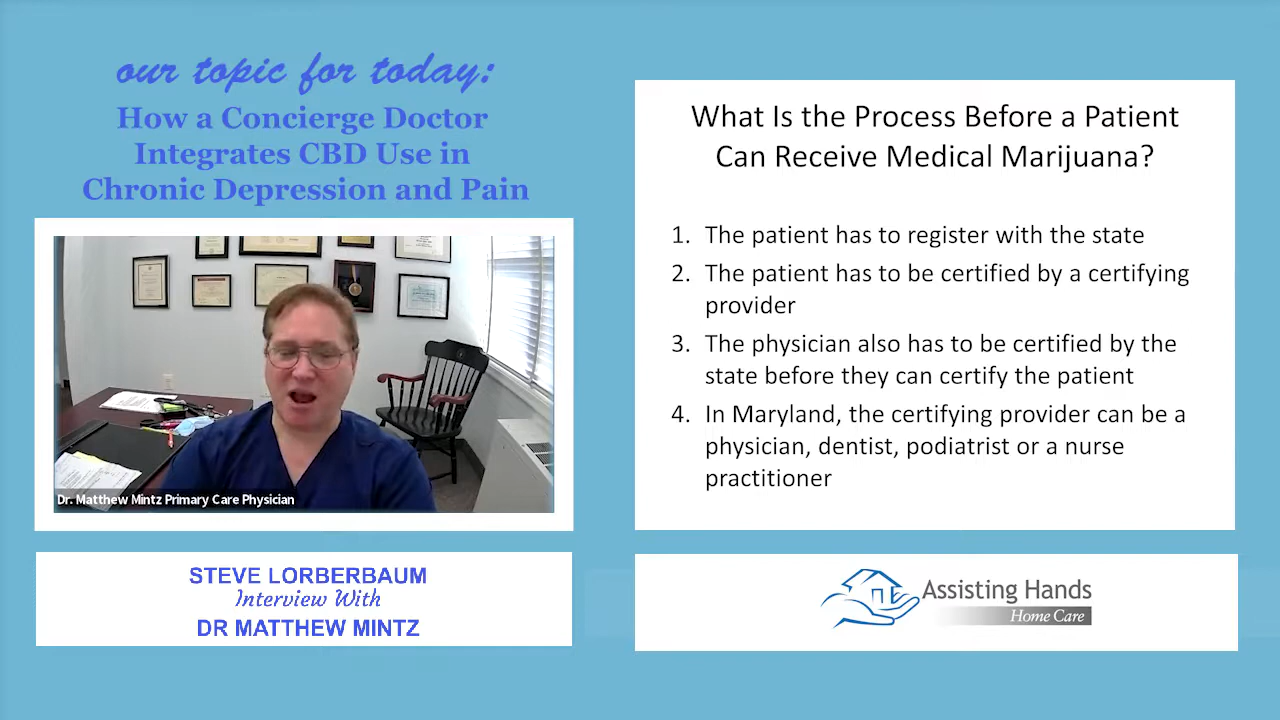 our topic for today:
How a Concierge Doctor
Integrates CBD Use in
Chronic Depression and Pain
Dr. Matthew Mintz Primary Care Physician
STEVE LORBERBAUM
Interview With
DR MATTHEW MINTZ
What Is the Process Before a Patient
Can Receive Medical Marijuana?
1. The patient has to register with the state
2. The patient has to be certified by a certifying
provider
3. The physician also has to be certified by the
state before they can certify the patient
4. In Maryland, the certifying provider can be a
physician, dentist, podiatrist or a nurse
practitioner
Assisting Hands
Home Care